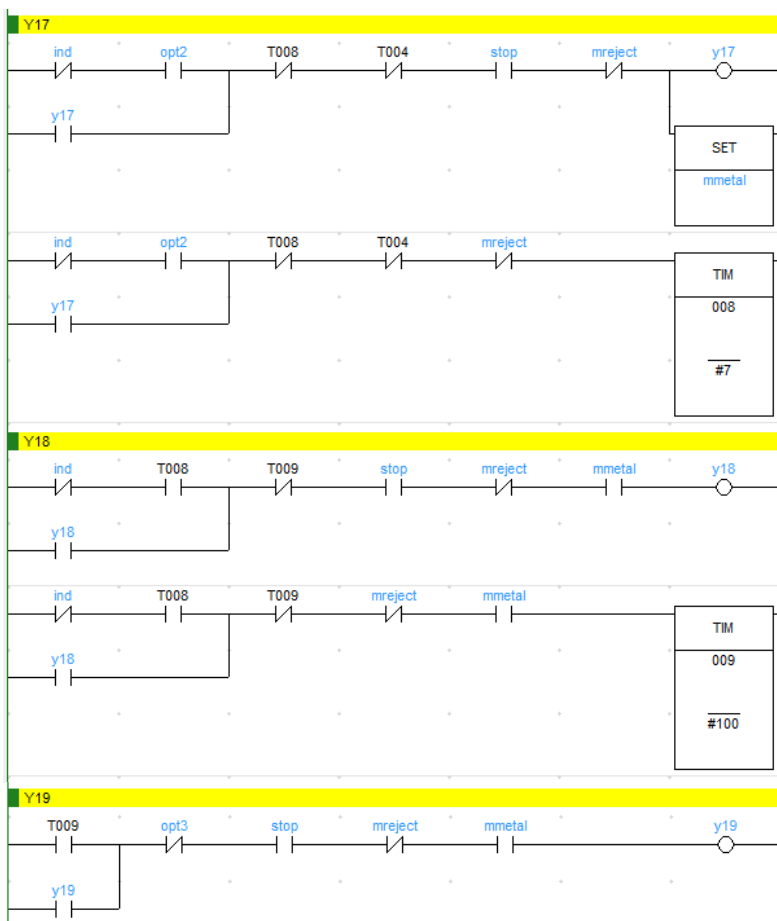 Y17
ind opt2 T008 T004 stop mreject y17
y17
SET
mmetal
ind opt2 T008 T004 mreject
TIM
y17
008
#7
Y18
ind T008 T009 stop mreject mmetal y18
y18
ind T008 T009 mreject mmetal
TIM
y18
009
#100
Y19
T009 opt3 stop mreject mmetal y19
y19